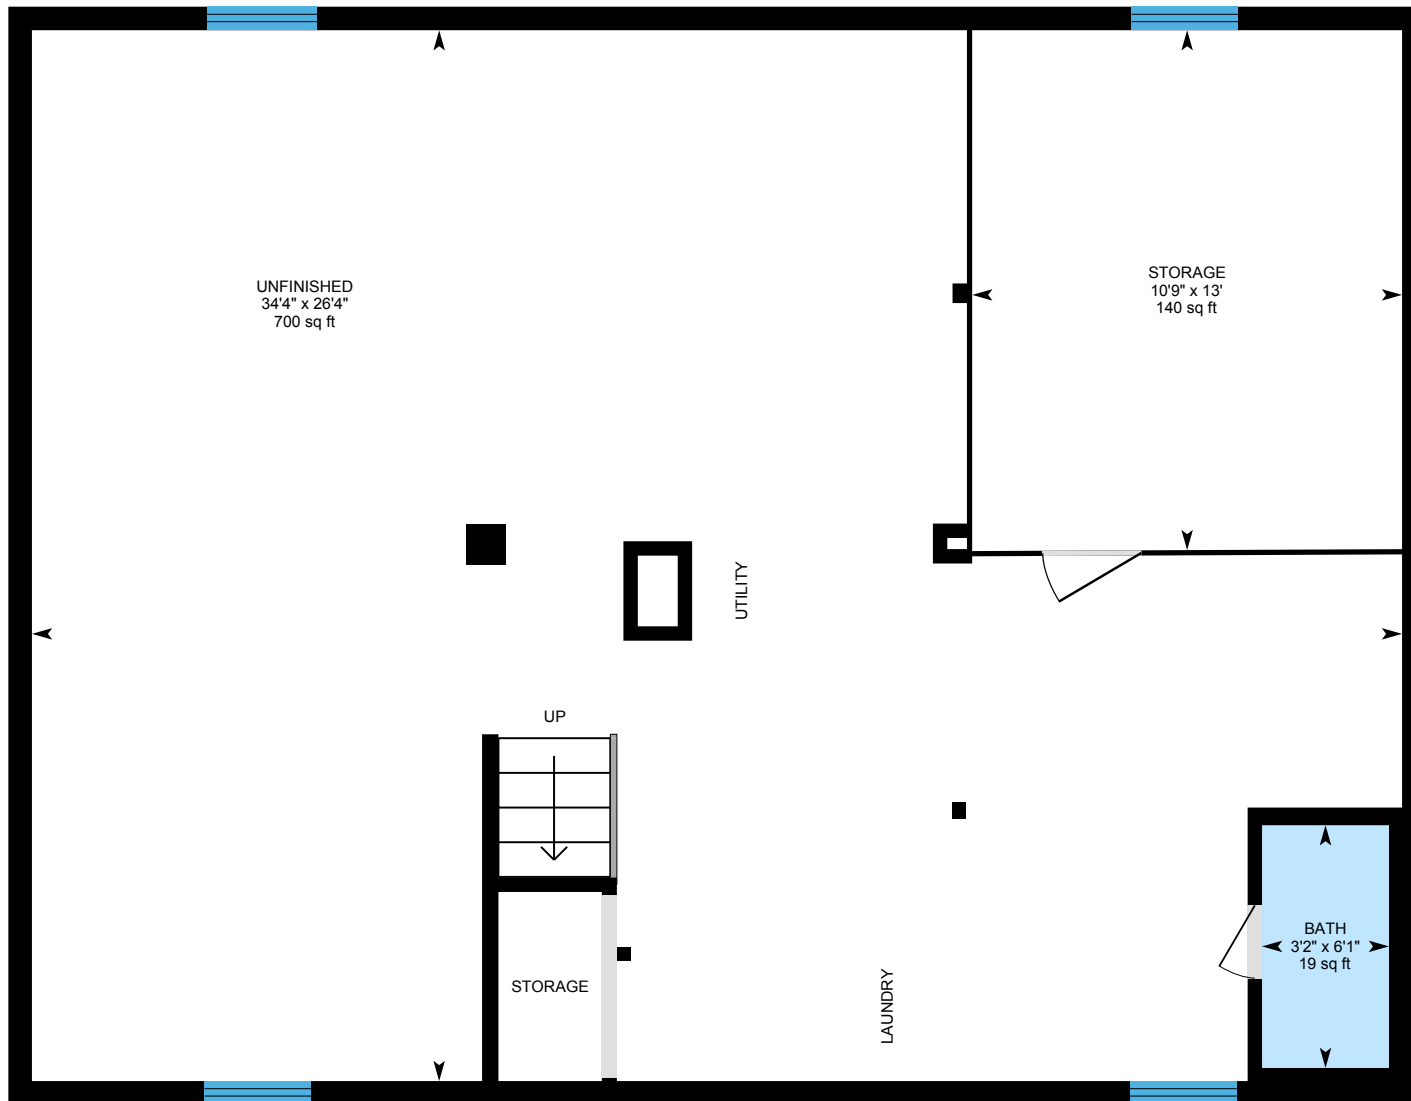 UNFINISHED
34'4" x 26'4"
700 sq ft
STORAGE
10'9" x 13'
140 sq ft
UTILITY
UP
STORAGE
LAUNDRY
BATH
3'2" x 6'1"
19 sq ft